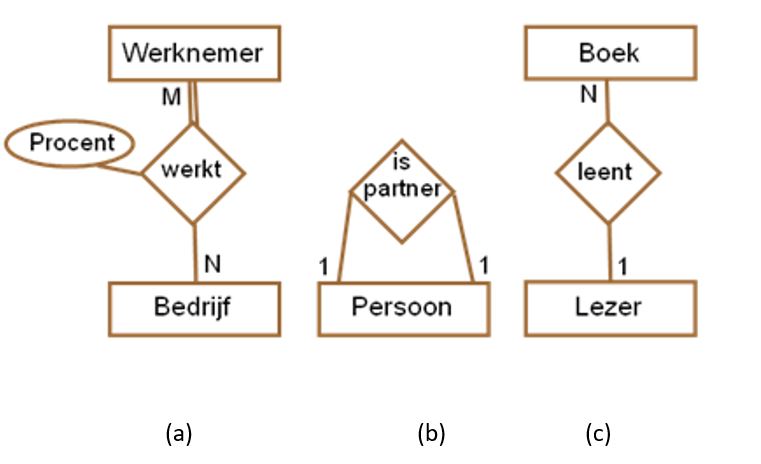 Werknemer
M
Procent
werkt
N
Bedrijf
(a)
is
partner
1
1
Persoon
(b)
Boek
N
leent
1
Lezer
(c)